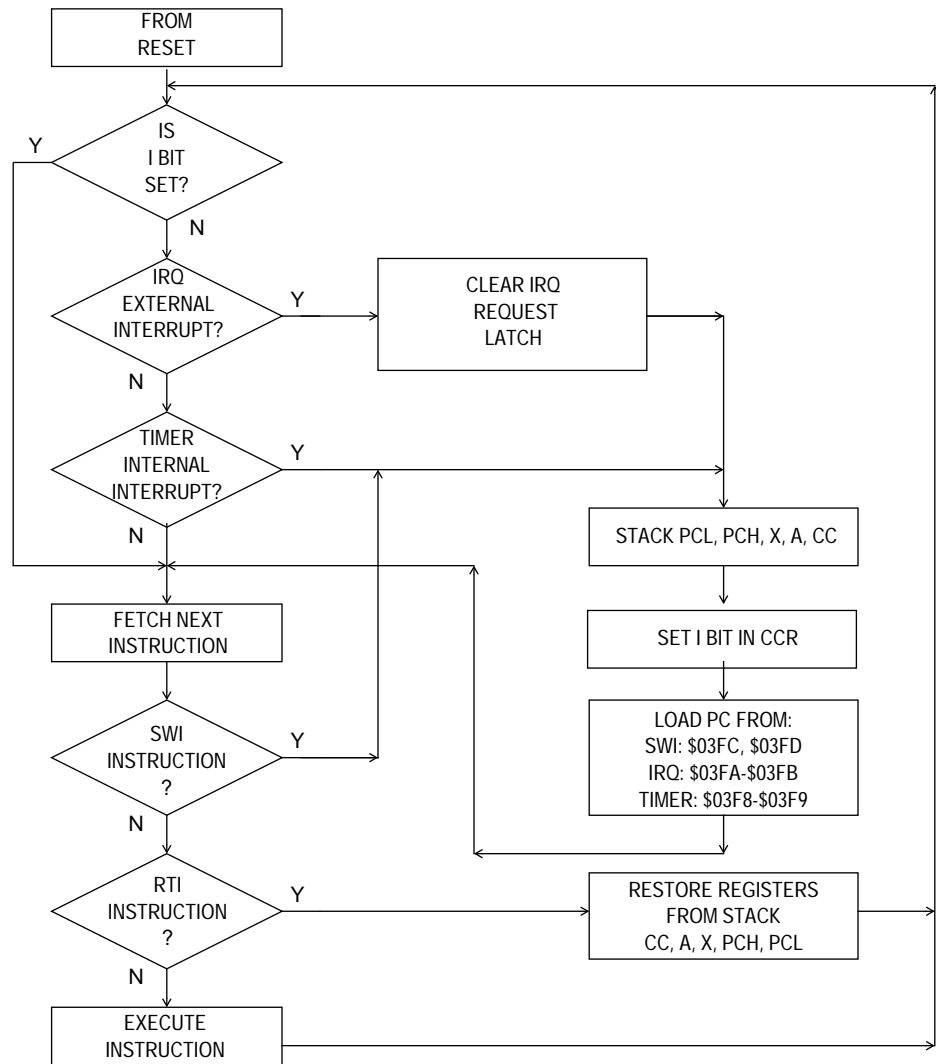 FROM
RESET
IS
I BIT
SET?
Y
N
IRQ
EXTERNAL
INTERRUPT?
Y
CLEAR IRQ
REQUEST
LATCH
N
TIMER
INTERNAL
INTERRUPT?
Y
N
STACK PCL, PCH, X, A, CC
FETCH NEXT
INSTRUCTION
SET I BIT IN CCR
SWI
INSTRUCTION
?
Y
LOAD PC FROM:
SWI: $03FC, $03FD
IRQ: $03FA-$03FB
TIMER: $03F8-$03F9
N
RTI
INSTRUCTION
?
Y
RESTORE REGISTERS
FROM STACK
CC, A, X, PCH, PCL
N
EXECUTE
INSTRUCTION